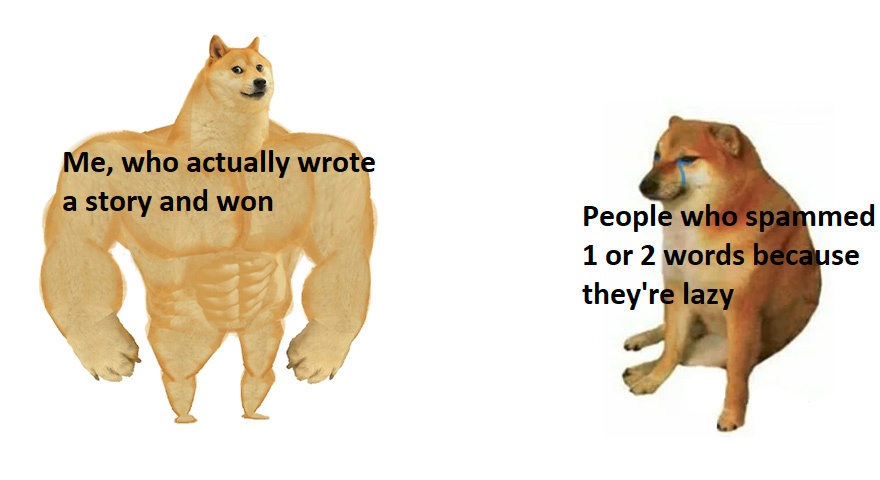 Me, who actually wrote
a story and won
People who spammed
1 or 2 words because
they're lazy